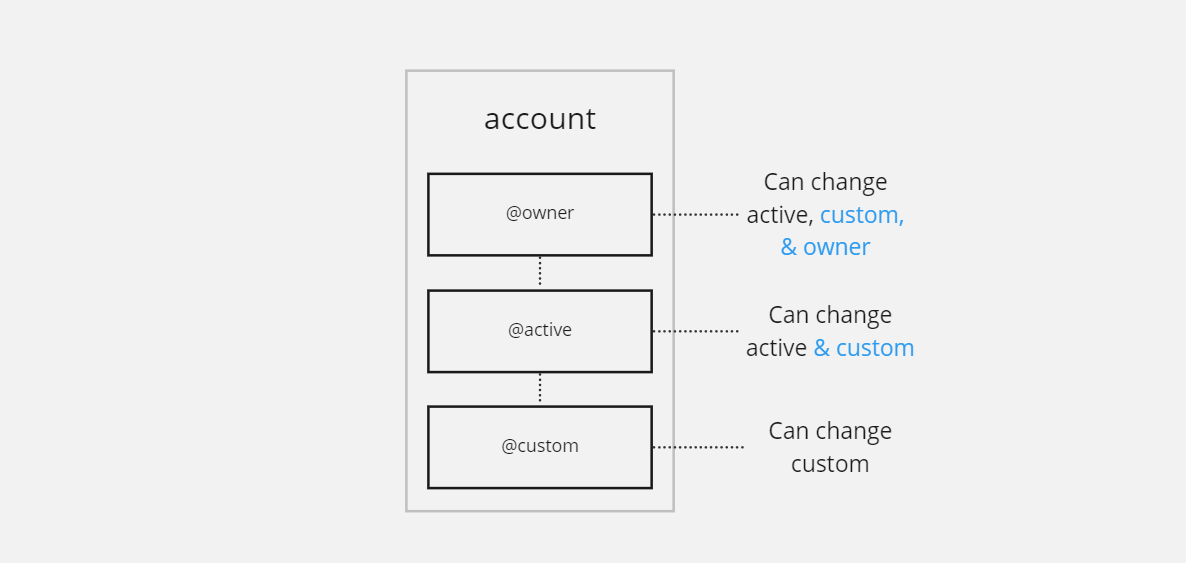 account
@owner
Can change
active, custom,
& owner
@active
Can change
active & custom
@custom
Can change
custom